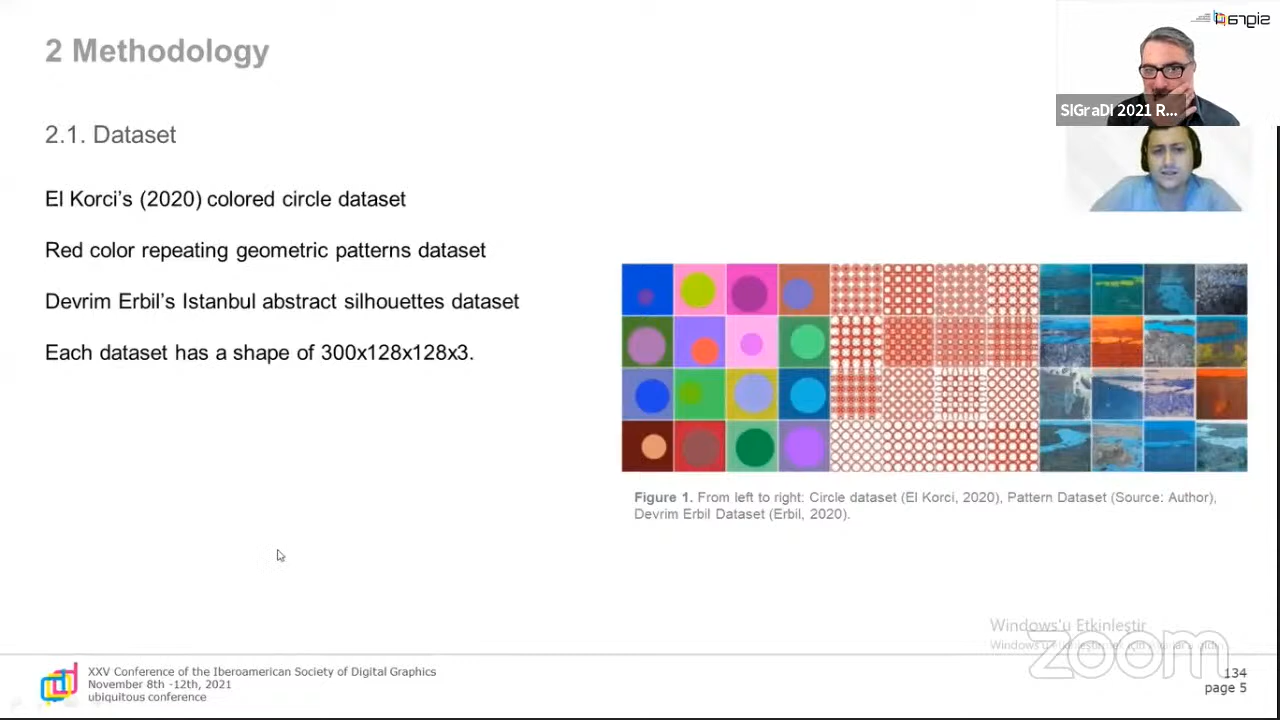 2 Methodology
2.1. Dataset
El Korci's (2020) colored circle dataset
Red color repeating geometric patterns dataset
Devrim Erbil's Istanbul abstract silhouettes dataset
Each dataset has a shape of 300x128x128x3.
SIGraDI 2021 R...
Figure 1. From left to right: Circle dataset (El Korci, 2020), Pattern Dataset (Source: Author),
Devrim Erbil Dataset (Erbil, 2020).
Windows'u Etkinleştir
Windows'u etkinleştirmek için
zoom
XXV Conference of the Iberoamerican Society of Digital Graphics
November 8th -12th, 2021
ubiquitous conference
134
page 5